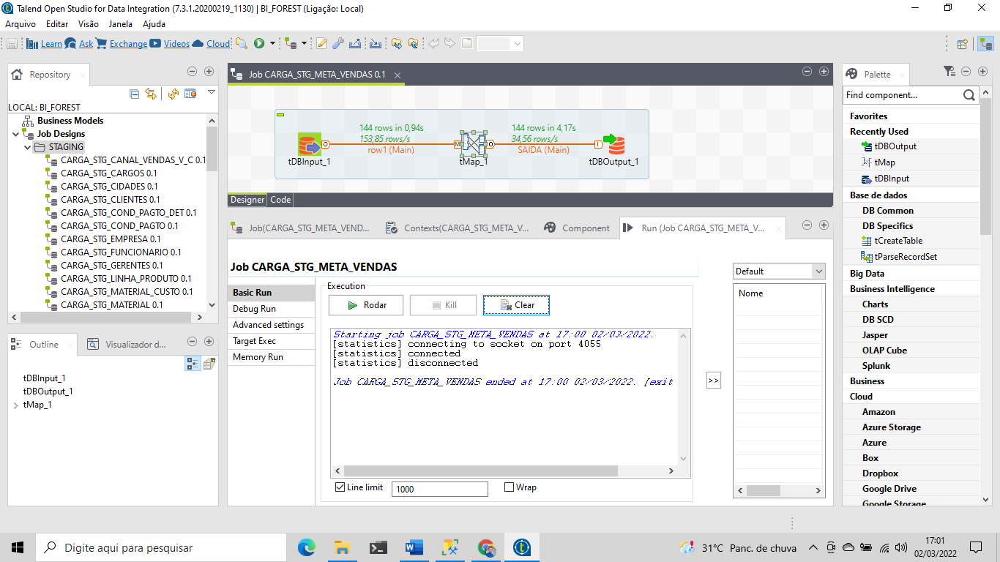 Talend Open Studio for Data Integration (7.3.1.20200219_1130) | BI_FOREST (Ligação: Local)
Arquivo Editar Visão Janela Ajuda
Learn Ask Exchange Videos Cloud
Repository
LOCAL: BI_FOREST
Business Models
Job Designs
STAGING
CARGA_STG_CANAL_VENDAS_V_C 0.1
CARGA_STG_CARGOS 0.1
CARGA_STG_CIDADES 0.1
CARGA_STG_CLIENTES 0.1
CARGA_STG_COND_PAGTO_DET 0.1
CARGA_STG_COND_PAGTO 0.1
CARGA_STG_EMPRESA 0.1
CARGA_STG_FUNCIONARIO 0.1
CARGA_STG_GERENTES 0.1
CARGA_STG_LINHA_PRODUTO 0.1
CARGA_STG_MATERIAL_CUSTO 0.1
CARGA_STG_MATERIAL 0.1
Outline Visualizador d...
tDBInput_1
tDBOutput_1
tMap_1
Job CARGA_STG_META_VENDAS 0.1
144 rows in 0,94s
153,85 rows/s
row1 (Main)
144 rows in 4,17s
34,56 rows/s
SAIDA (Main)
tDBInput_1
tMap_1
tDBOutput_1
Designer Code
Job(CARGA_STG_META_VEND... Contexts(CARGA_STG_META_V... Component Run (Job CARGA_STG_META_V...
Job CARGA_STG_META_VENDAS
Basic Run
Debug Run
Advanced settings
Target Exec
Memory Run
Execution
Rodar Kill Clear
Starting job CARGA_STG_META_VENDAS at 17:00 02/03/2022.
[statistics] connecting to socket on port 4055
[statistics] connected
[statistics] disconnected
Job CARGA_STG_META_VENDAS ended at 17:00 02/03/2022. [exit
Line limit 1000 Wrap
>>
Default
Nome
Palette
Find component...
Favorites
Recently Used
tDBOutput
tMap
tDBInput
Base de dados
DB Common
DB Specifics
tCreateTable
tParseRecordSet
Big Data
Business Intelligence
Charts
DB SCD
Jasper
OLAP Cube
Splunk
Business
Cloud
Amazon
Azure Storage
Azure
Box
Dropbox
Google Drive
Google Storage
Digite aqui para pesquisar
31°C Panc. de chuva
17:01
02/03/2022